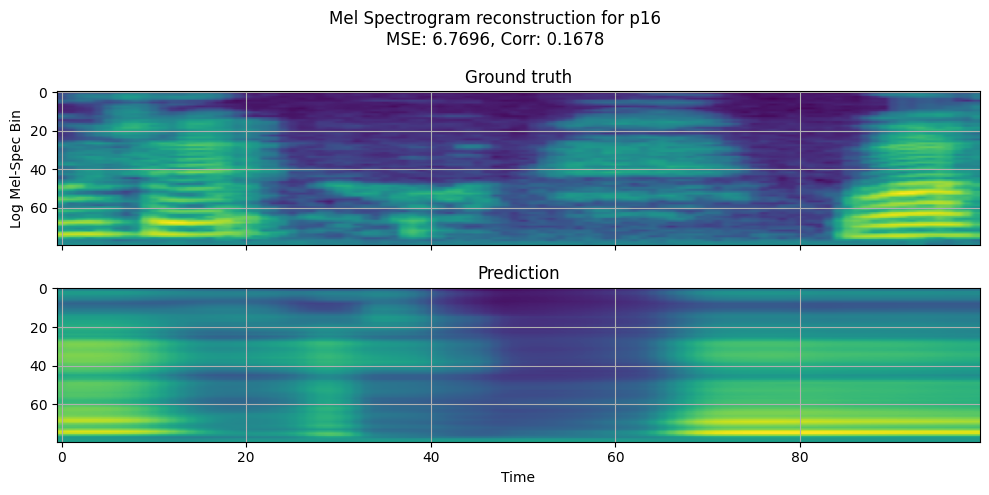 Mel Spectrogram reconstruction for p16
MSE: 6.7696, Corr: 0.1678
Ground truth
Log Mel-Spec Bin
0
20
40
60
Prediction
0
20
40
60
0 20 40 60 80
Time